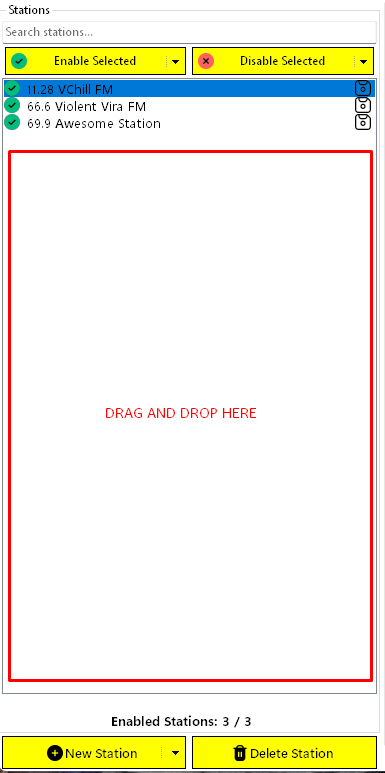 Stations
Search stations...
Enable Selected
Disable Selected
11.28 VChill FM
66.6 Violent Vira FM
69.9 Awesome Station
DRAG AND DROP HERE
Enabled Stations: 3 / 3
New Station
Delete Station